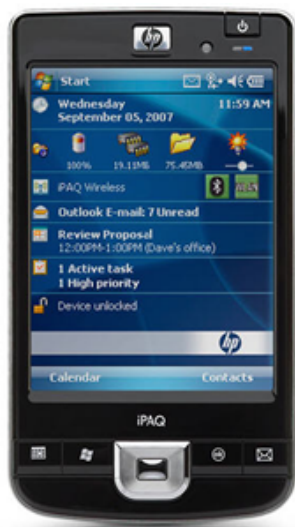 hp
Start
Wednesday 11:59 AM
September 05, 2007
100% 19.11MB 75.45MB
iPAQ Wireless
Outlook E-mail: 7 Unread
Review Proposal
12:00PM-1:00PM (Dave's office)
1 Active task
1 High priority
Device unlocked
hp
Calendar Contacts
iPAQ
ok